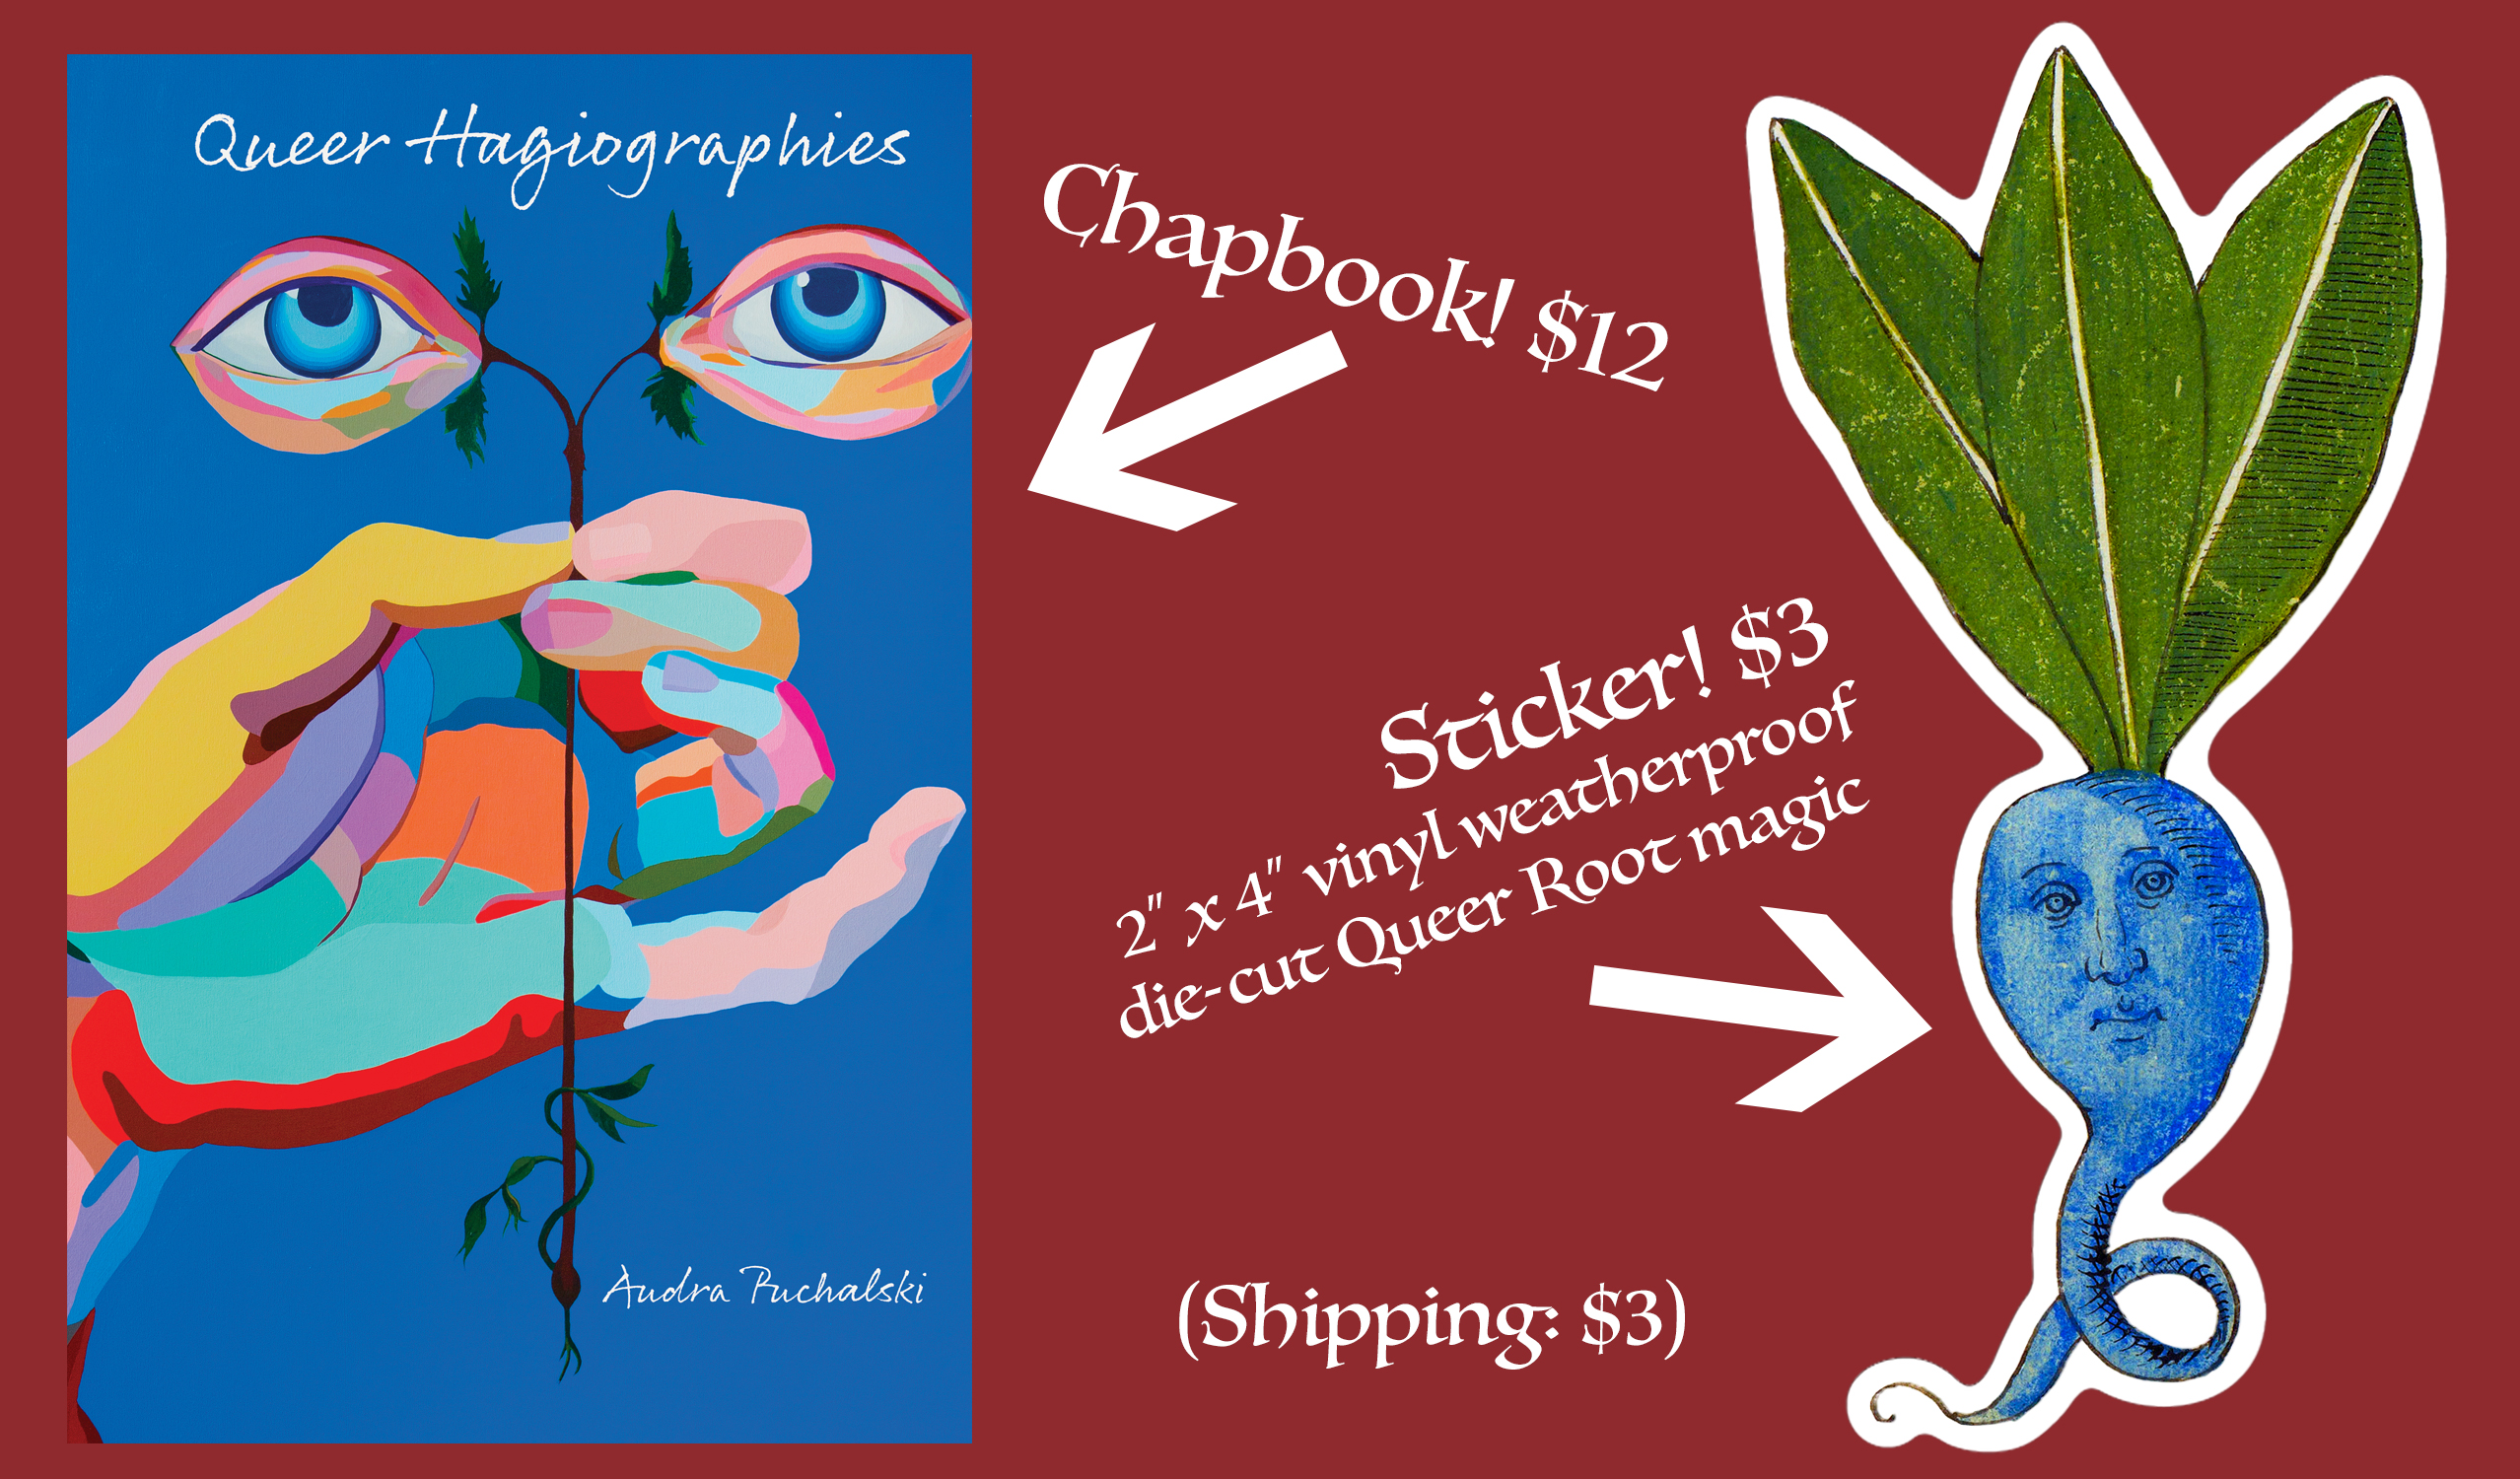 Queer Hagiographies
Audra Puchalski
Chapbook! $12
Sticker! $3
2" x 4" vinyl weatherproof
die-cut Queer Root magic
(Shipping: $3)